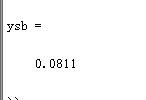 ysb =
0.0811